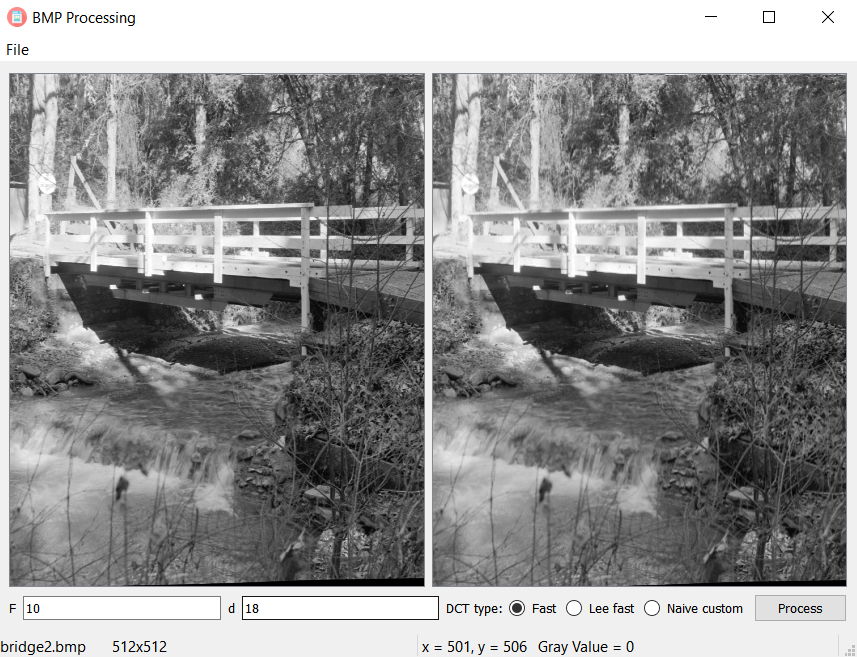 BMP Processing
File
F 10 d 18 DCT type: Fast Lee fast Naive custom Process
bridge2.bmp 512x512 x = 501, y = 506 Gray Value = 0